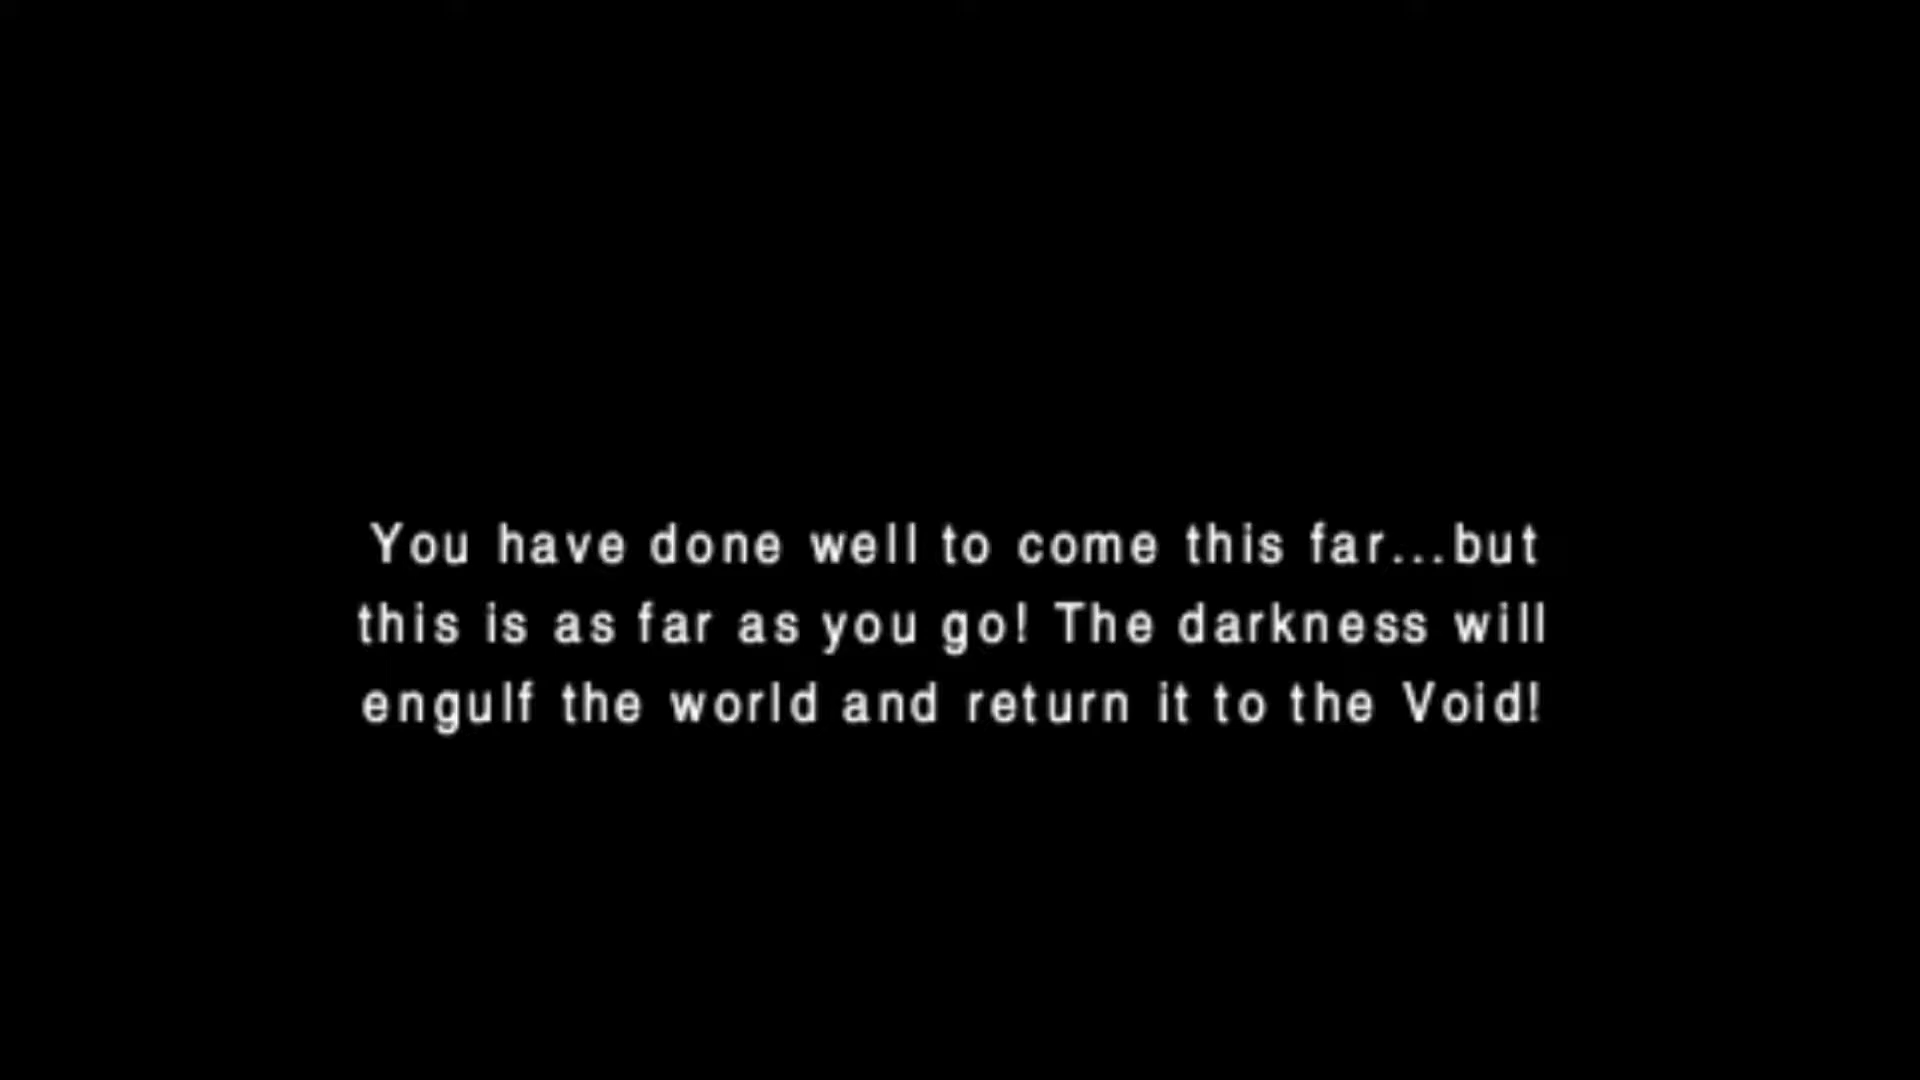 You have done well to come this far...but
this is as far as you go! The darkness will
engulf the world and return it to the Void!